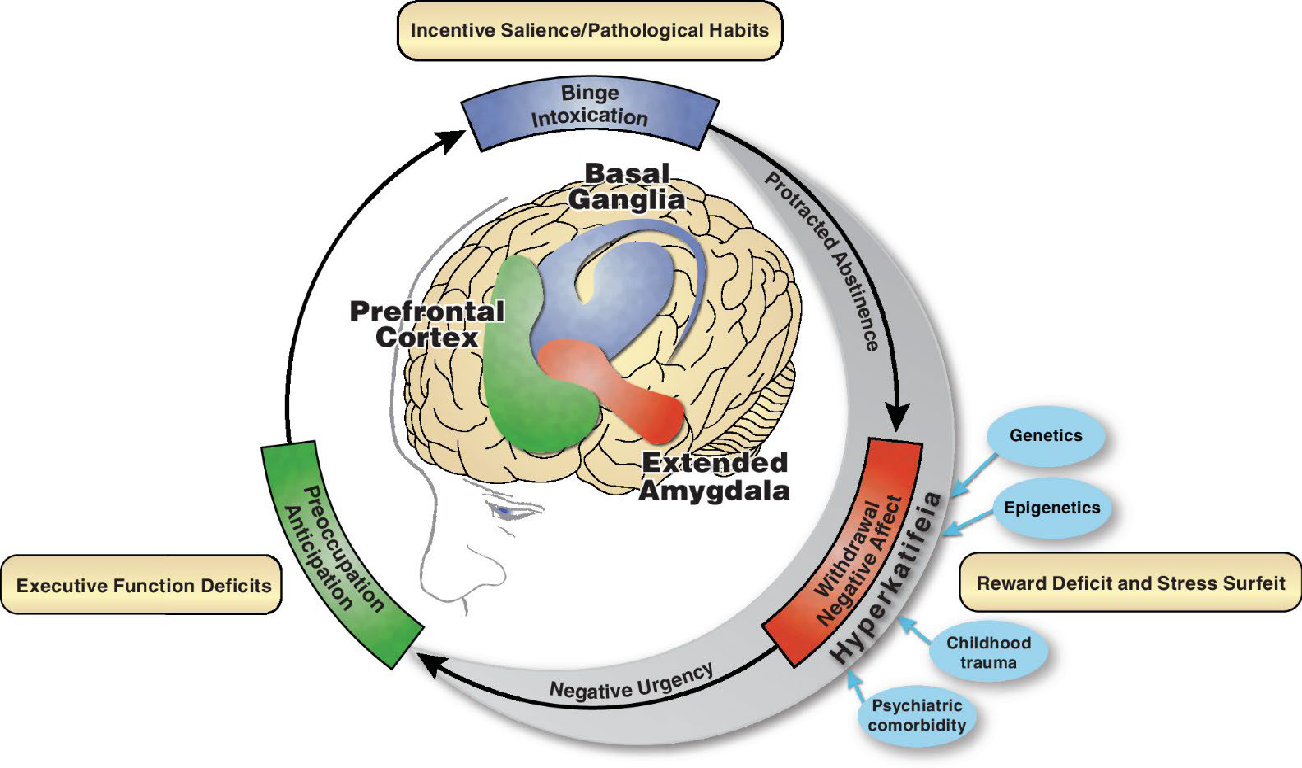 Incentive Salience/Pathological Habits
Binge
Intoxication
Basal
Ganglia
Protracted Abstinence
Prefrontal
Cortex
Extended
Amygdala
Genetics
Epigenetics
Withdrawal
Negative Affect
Hyperkatifeia
Preoccupation
Anticipation
Executive Function Deficits
Reward Deficit and Stress Surfeit
Childhood
trauma
Negative Urgency
Psychiatric
comorbidity